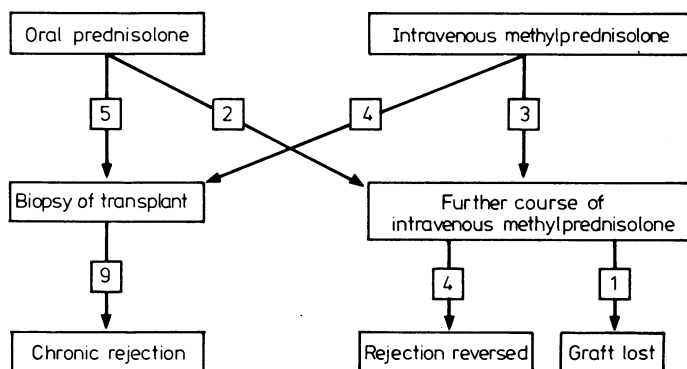 Oral prednisolone
Intravenous methylprednisolone
5
2
4
3
Biopsy of transplant
Further course of
intravenous methylprednisolone
9
4
1
Chronic rejection
Rejection reversed
Graft lost